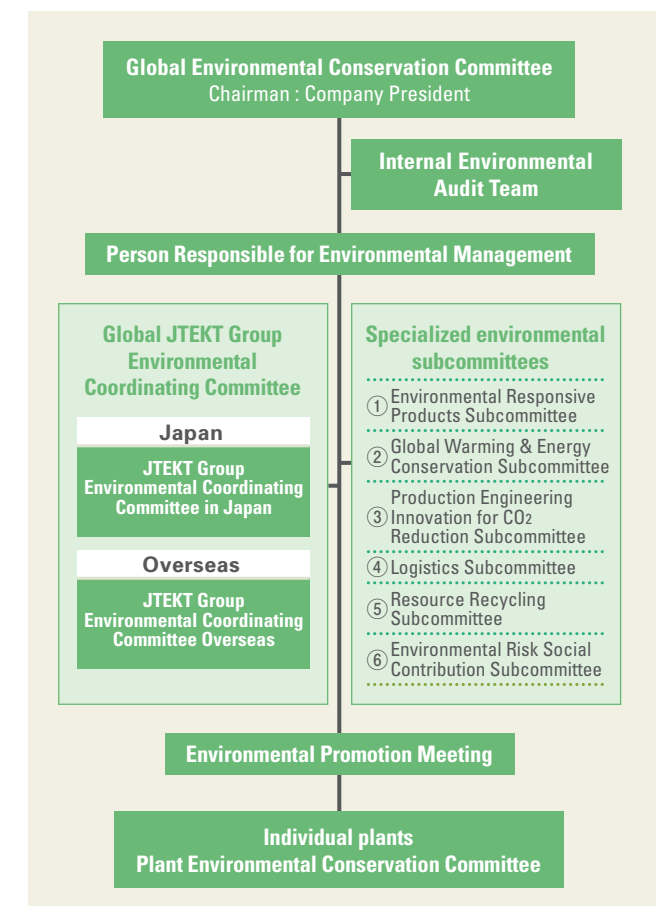 Global Environmental Conservation Committee
Chairman : Company President
Internal Environmental
Audit Team
Person Responsible for Environmental Management
Global JTEKT Group
Environmental
Coordinating Committee
Japan
JTEKT Group
Environmental Coordinating
Committee in Japan
Overseas
JTEKT Group
Environmental Coordinating
Committee Overseas
Specialized environmental
subcommittees
① Environmental Responsive
Products Subcommittee
② Global Warming & Energy
Conservation Subcommittee
③ Production Engineering
Innovation for CO2
Reduction Subcommittee
④ Logistics Subcommittee
⑤ Resource Recycling
Subcommittee
⑥ Environmental Risk Social
Contribution Subcommittee
Environmental Promotion Meeting
Individual plants
Plant Environmental Conservation Committee